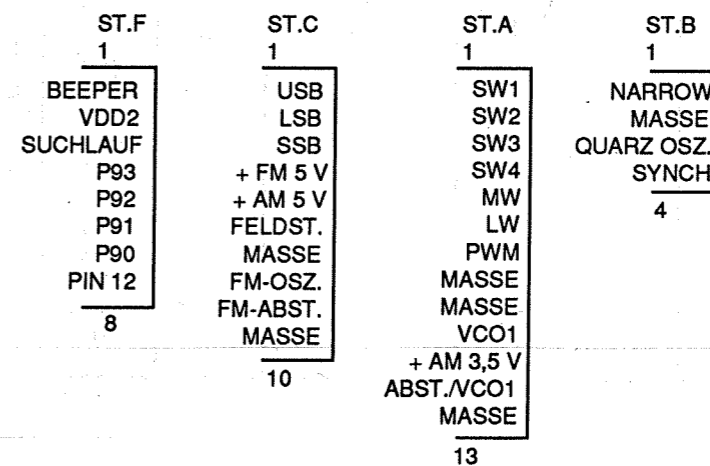 ST.F
1
BEEPER
VDD2
SUCHLAUF
P93
P92
P91
P90
PIN 12
8
ST.C
1
USB
LSB
SSB
+ FM 5 V
+ AM 5 V
FELDST.
MASSE
FM-OSZ.
FM-ABST.
MASSE
10
ST.A
1
SW1
SW2
SW3
SW4
MW
LW
PWM
MASSE
MASSE
VCO1
+ AM 3,5 V
ABST./VCO1
MASSE
13
ST.B
1
NARROW
MASSE
QUARZ OSZ.
SYNCH
4